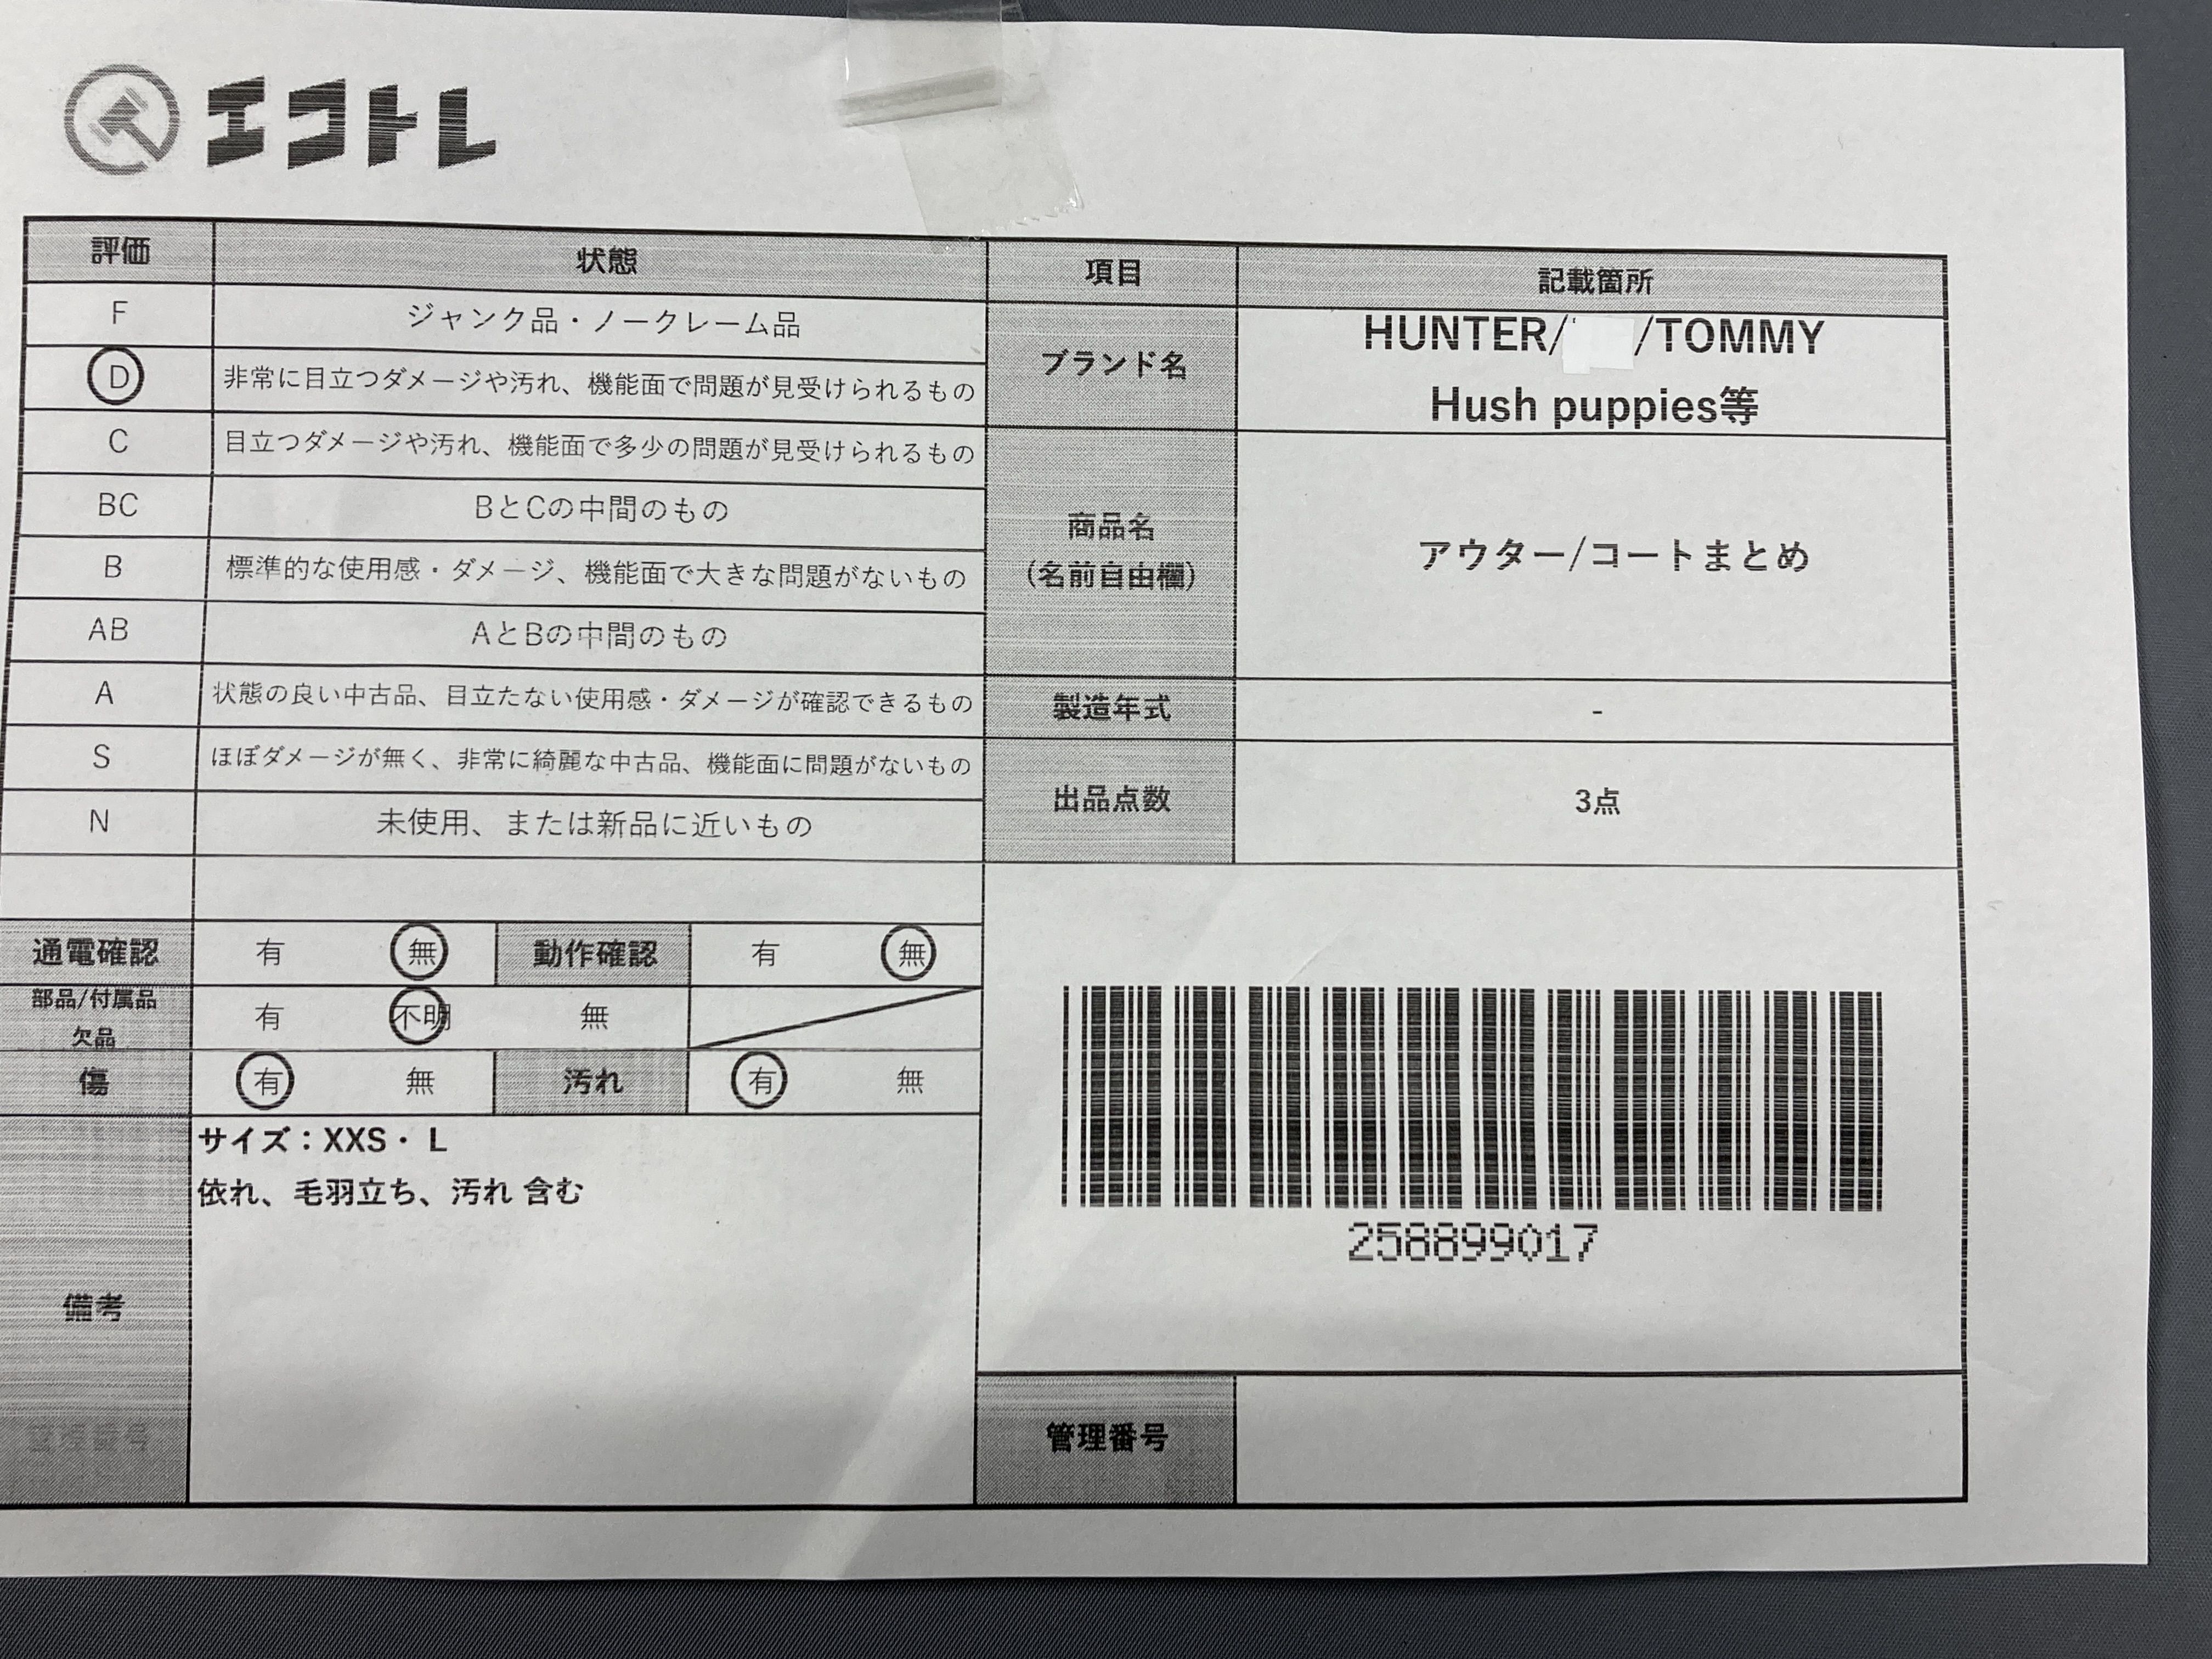 エコトレ
評価 状態 項目 記載箇所
F ジャンク品・ノークレーム品
D 非常に目立つダメージや汚れ、機能面で問題が見受けられるもの
C 目立つダメージや汚れ、機能面で多少の問題が見受けられるもの
BC BとCの中間のもの
B 標準的な使用感・ダメージ、機能面で大きな問題がないもの
AB AとBの中間のもの
A 状態の良い中古品、目立たない使用感・ダメージが確認できるもの
S ほぼダメージが無く、非常に綺麗な中古品、機能面に問題がないもの
N 未使用、または新品に近いもの
ブランド名
HUNTER/ /TOMMY
Hush puppies等
商品名
(名前自由欄)
アウター/コートまとめ
製造年式 -
出品点数 3点
通電確認 有 無 動作確認 有 無
部品/付属品
欠品
有 不明 無
傷 有 無 汚れ 有 無
備考
サイズ：XXS・ L
依れ、毛羽立ち、汚れ 含む
管理番号
258899017
管理番号